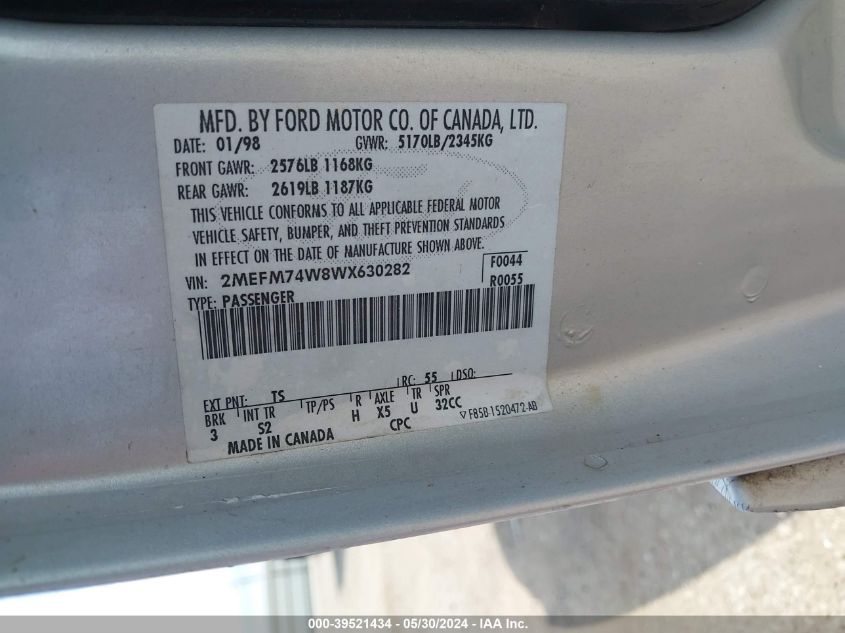 MFD. BY FORD MOTOR CO. OF CANADA, LTD.
DATE: 01/98 GVWR: 5170LB/2345KG
FRONT GAWR: 2576LB 1168KG
REAR GAWR: 2619LB 1187KG
THIS VEHICLE CONFORMS TO ALL APPLICABLE FEDERAL MOTOR
VEHICLE SAFETY, BUMPER, AND THEFT PREVENTION STANDARDS
IN EFFECT ON THE DATE OF MANUFACTURE SHOWN ABOVE.
VIN: 2MEFM74W8WX630282 F0044
TYPE: PASSENGER R0055
EXT PNT: TS RC: 55 DSO:
BRK INT TR TP/PS R AXLE TR SPR
3 S2 H X5 U 32CC
MADE IN CANADA CPC ▽ F85B-1520472-AB
000-39521434 - 05/30/2024 - IAA Inc.